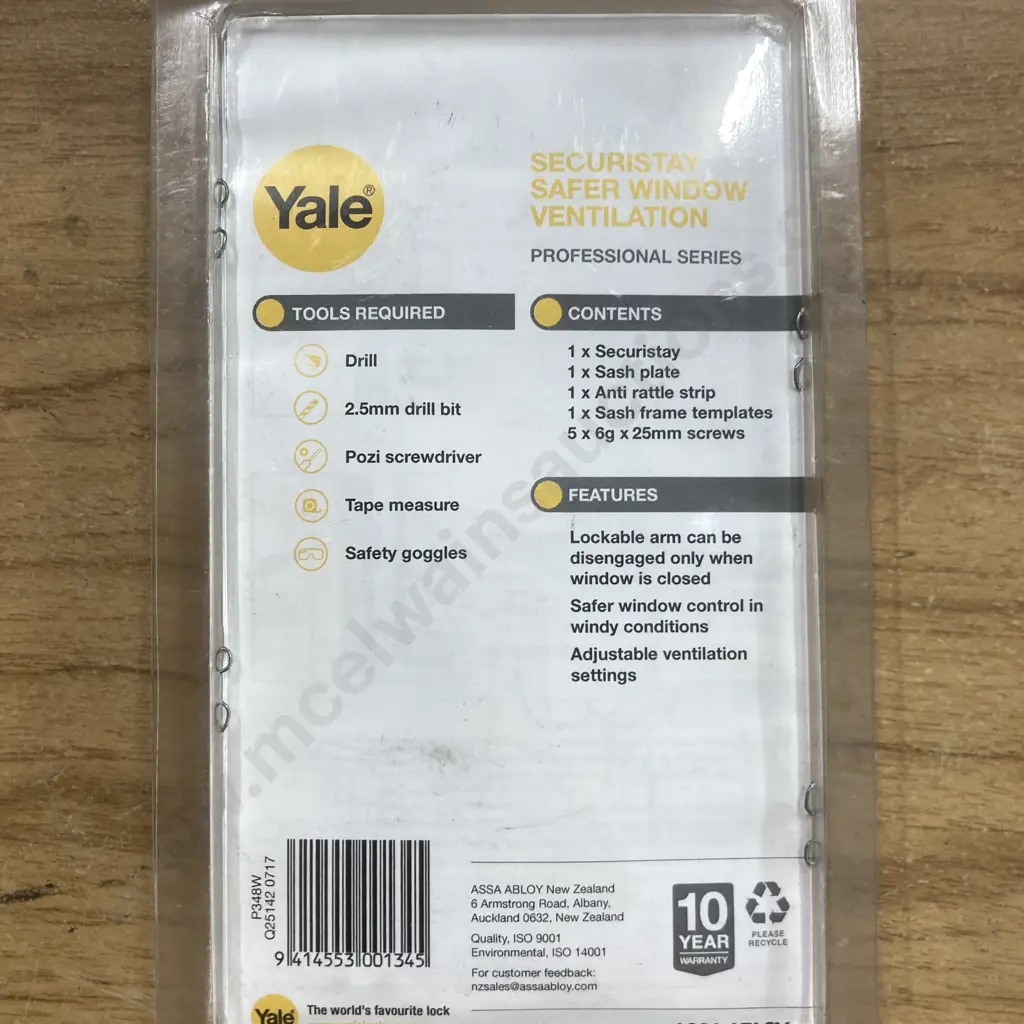 Yale®
SECURISTAY
SAFER WINDOW
VENTILATION
PROFESSIONAL SERIES
TOOLS REQUIRED
Drill
2.5mm drill bit
Pozi screwdriver
Tape measure
Safety goggles
CONTENTS
1 x Securistay
1 x Sash plate
1 x Anti rattle strip
1 x Sash frame templates
5 x 6g x 25mm screws
FEATURES
Lockable arm can be
disengaged only when
window is closed
Safer window control in
windy conditions
Adjustable ventilation
settings
P348W
Q25142 0717
9 414553 001345
ASSA ABLOY New Zealand
6 Armstrong Road, Albany,
Auckland 0632, New Zealand
Quality, ISO 9001
Environmental, ISO 14001
For customer feedback:
nzsales@assaabloy.com
10
YEAR
WARRANTY
PLEASE
RECYCLE
Yale
The world's favourite lock
ASSA ABLOY